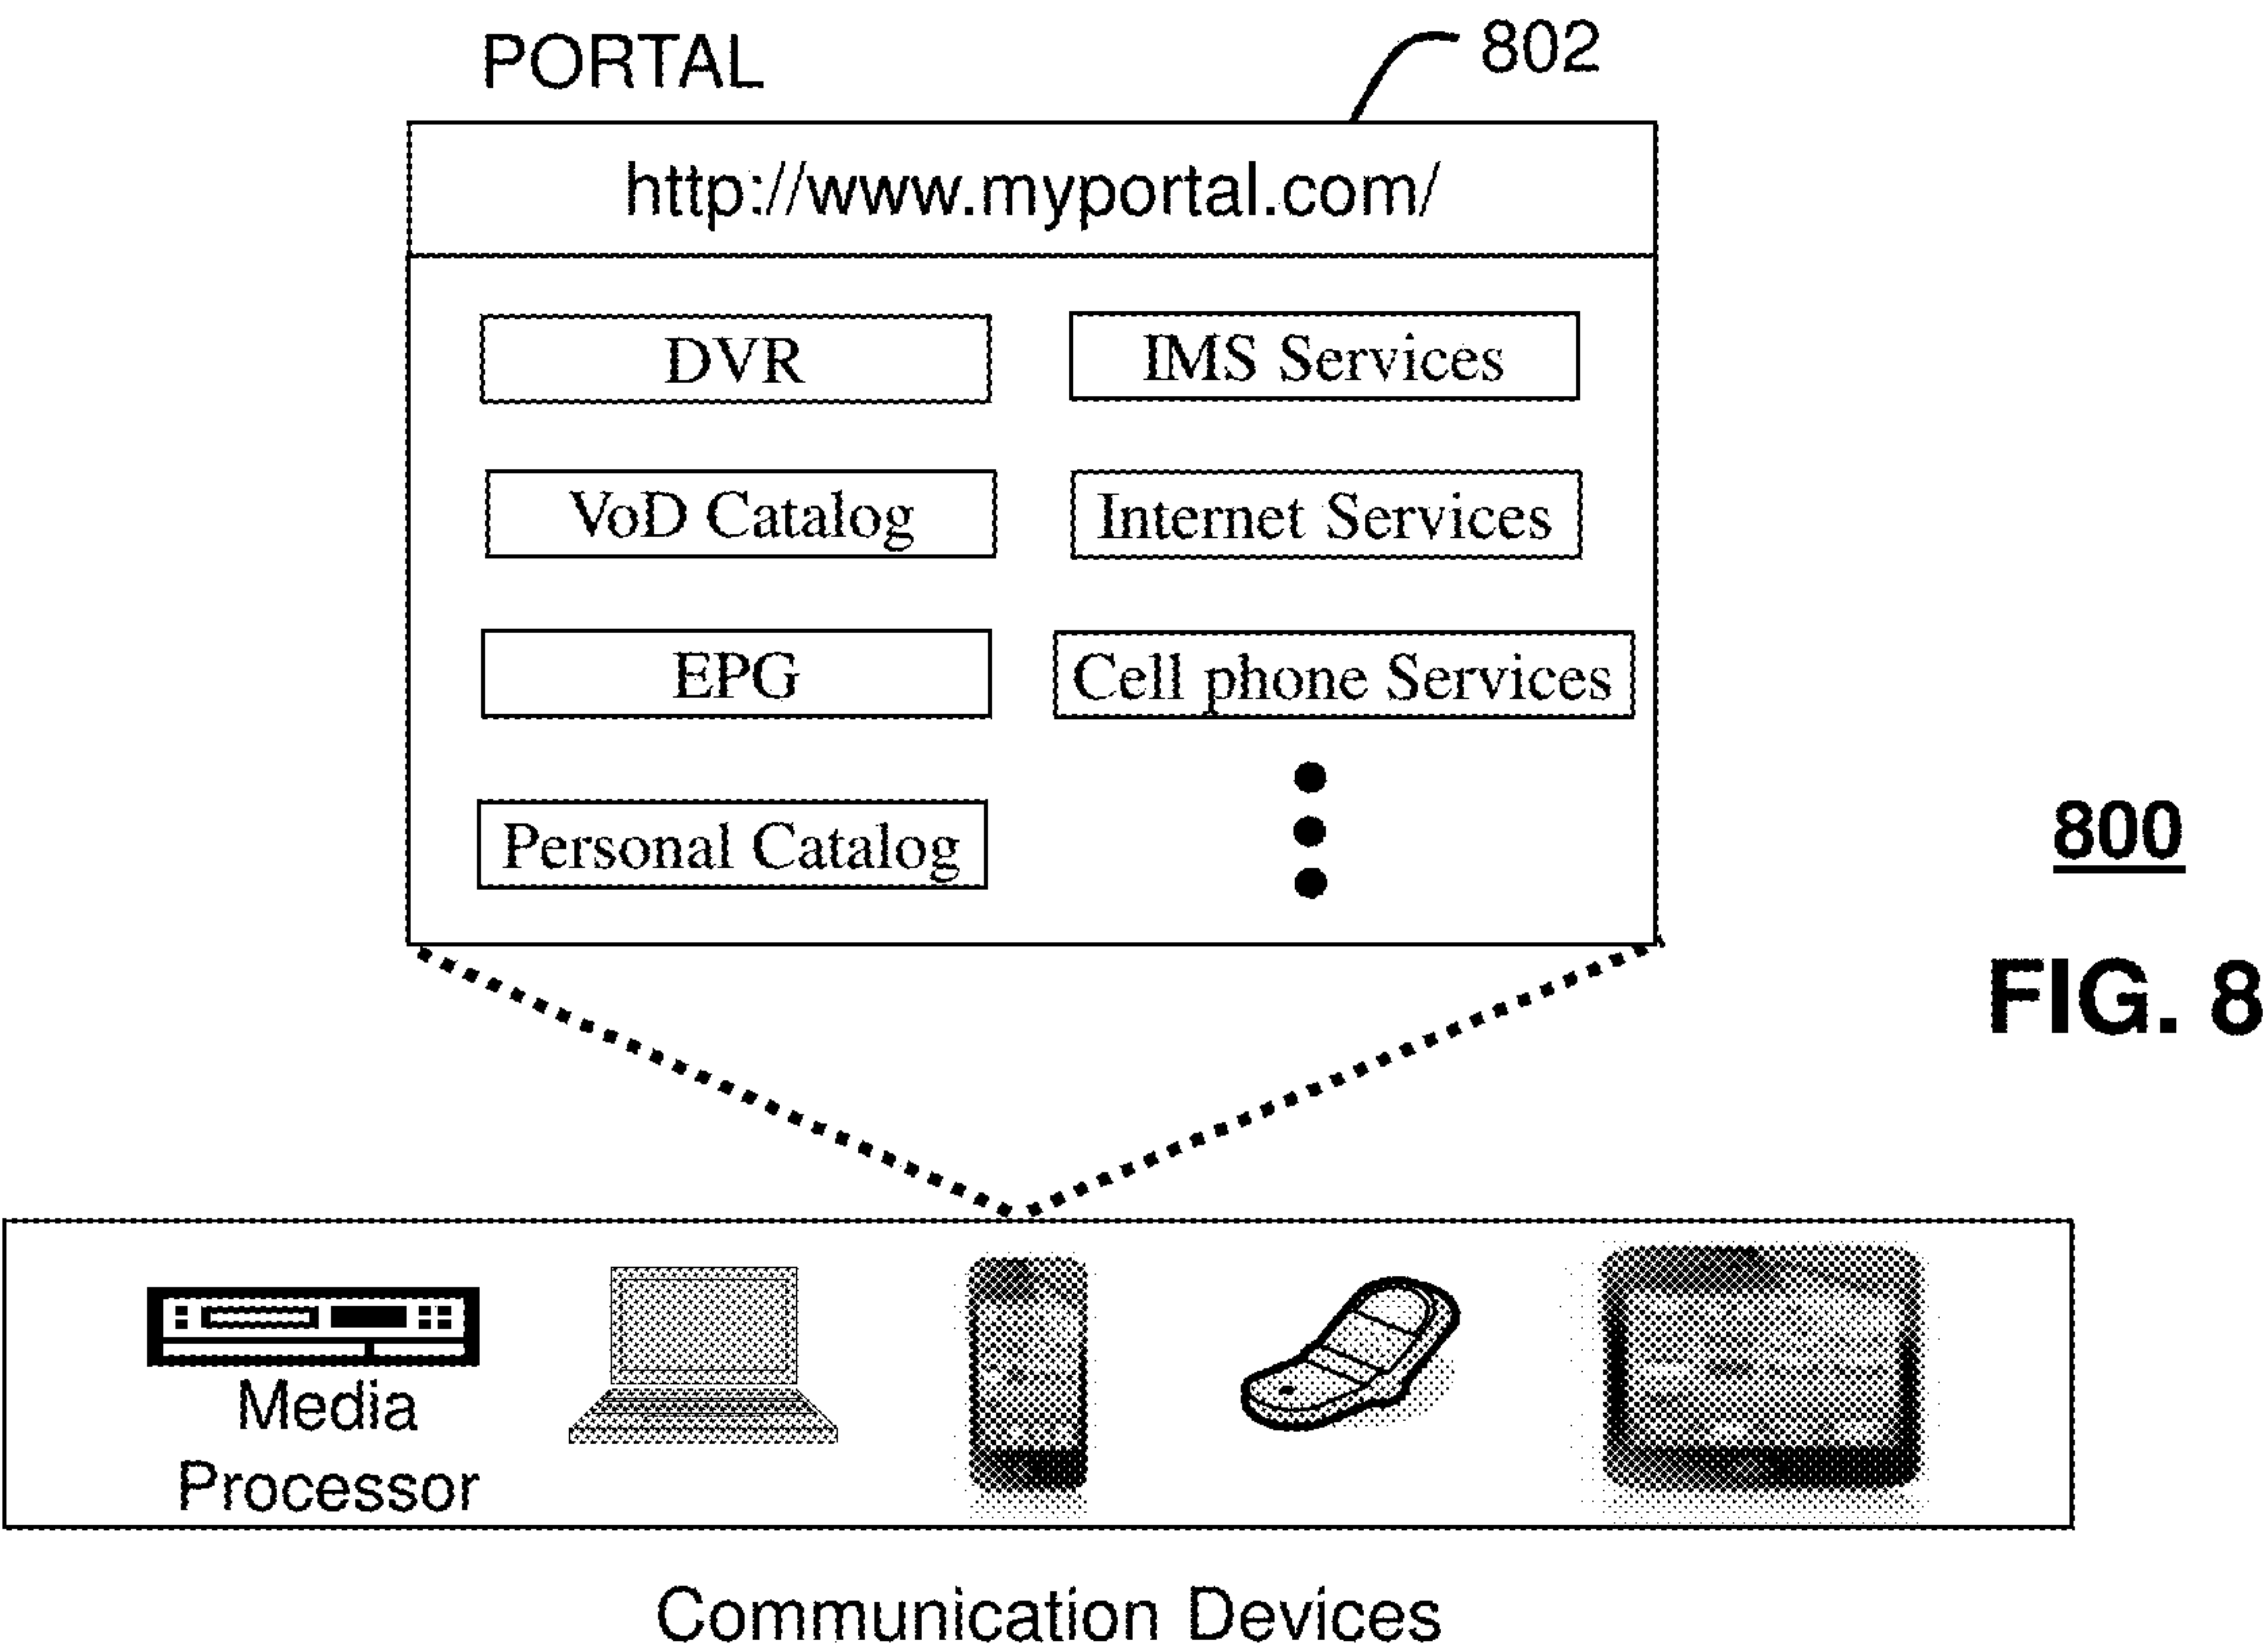 PORTAL
802
http://www.myportal.com/
DVR
IMS Services
VoD Catalog
Internet Services
EPG
Cell phone Services
Personal Catalog
800
FIG. 8
Media
Processor
Communication Devices